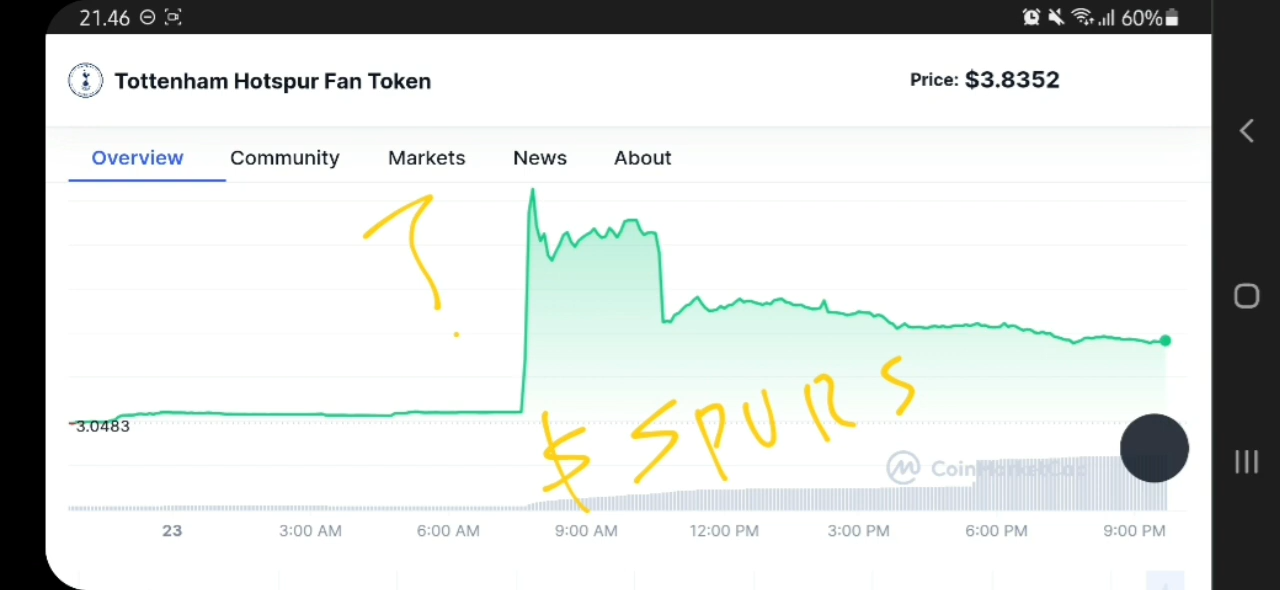 21.46 60%
Tottenham Hotspur Fan Token Price: $3.8352
Overview Community Markets News About
?
3.0483
$ SPURS
CoinMarketCap
23 3:00 AM 6:00 AM 9:00 AM 12:00 PM 3:00 PM 6:00 PM 9:00 PM